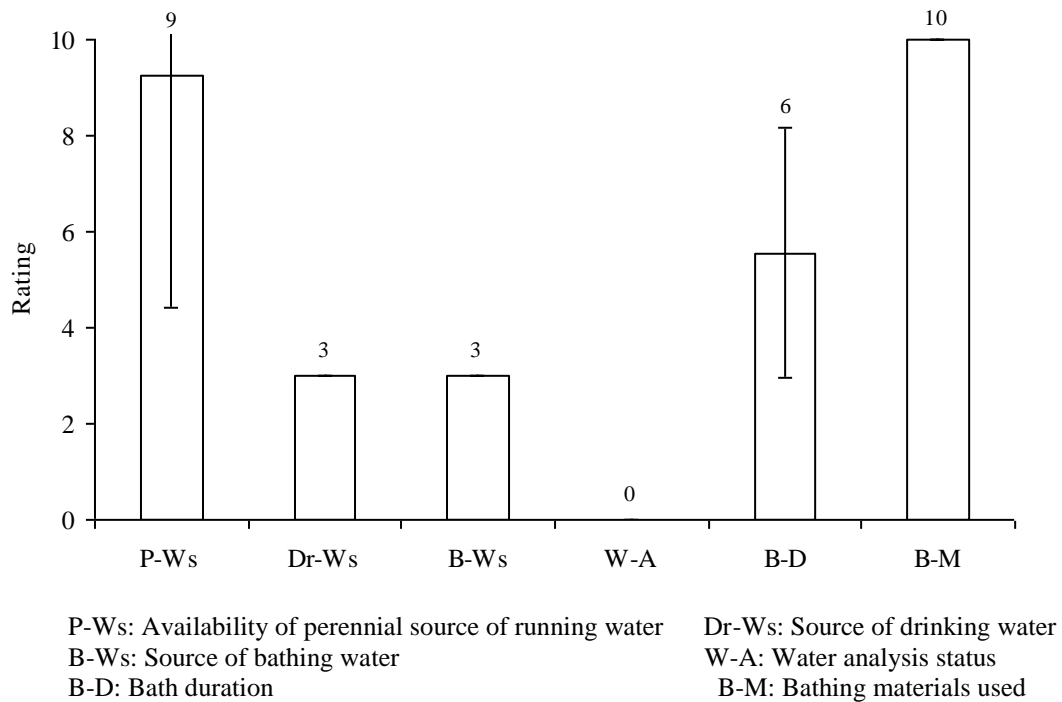 9
10
10
6
8
6
Rating
4
3
3
2
0
0
P-Ws
Dr-Ws
B-Ws
W-A
B-D
B-M
P-Ws: Availability of perennial source of running water
Dr-Ws: Source of drinking water
B-Ws: Source of bathing water
W-A: Water analysis status
B-D: Bath duration
B-M: Bathing materials used